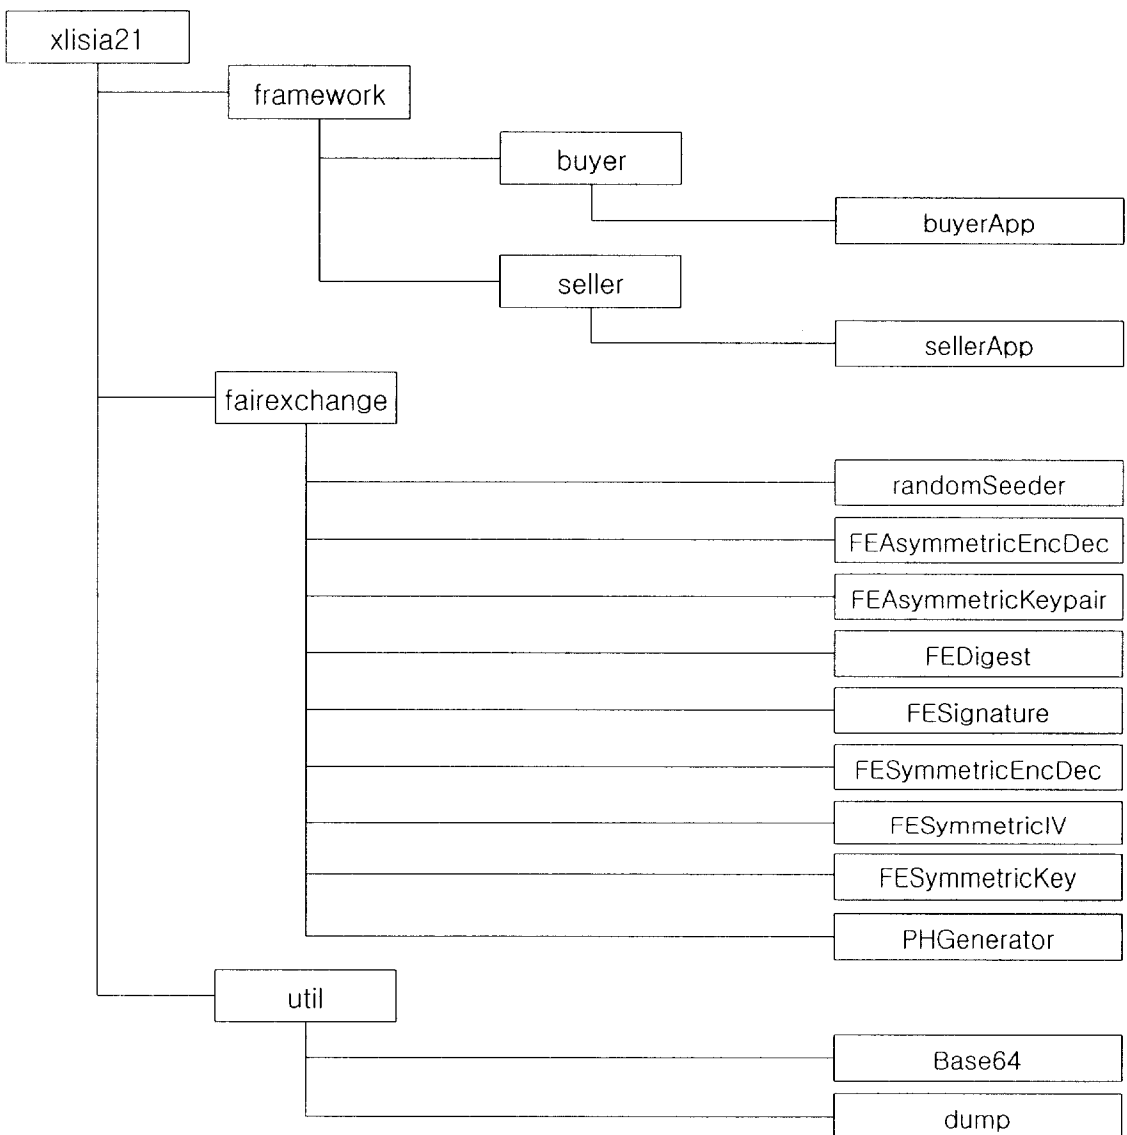 xlisia21
framework
buyer
buyerApp
seller
sellerApp
fairexchange
randomSeeder
FEAsymmetricEncDec
FEAsymmetricKeypair
FEDigest
FESignature
FESymmetricEncDec
FESymmetricIV
FESymmetricKey
PHGenerator
util
Base64
dump